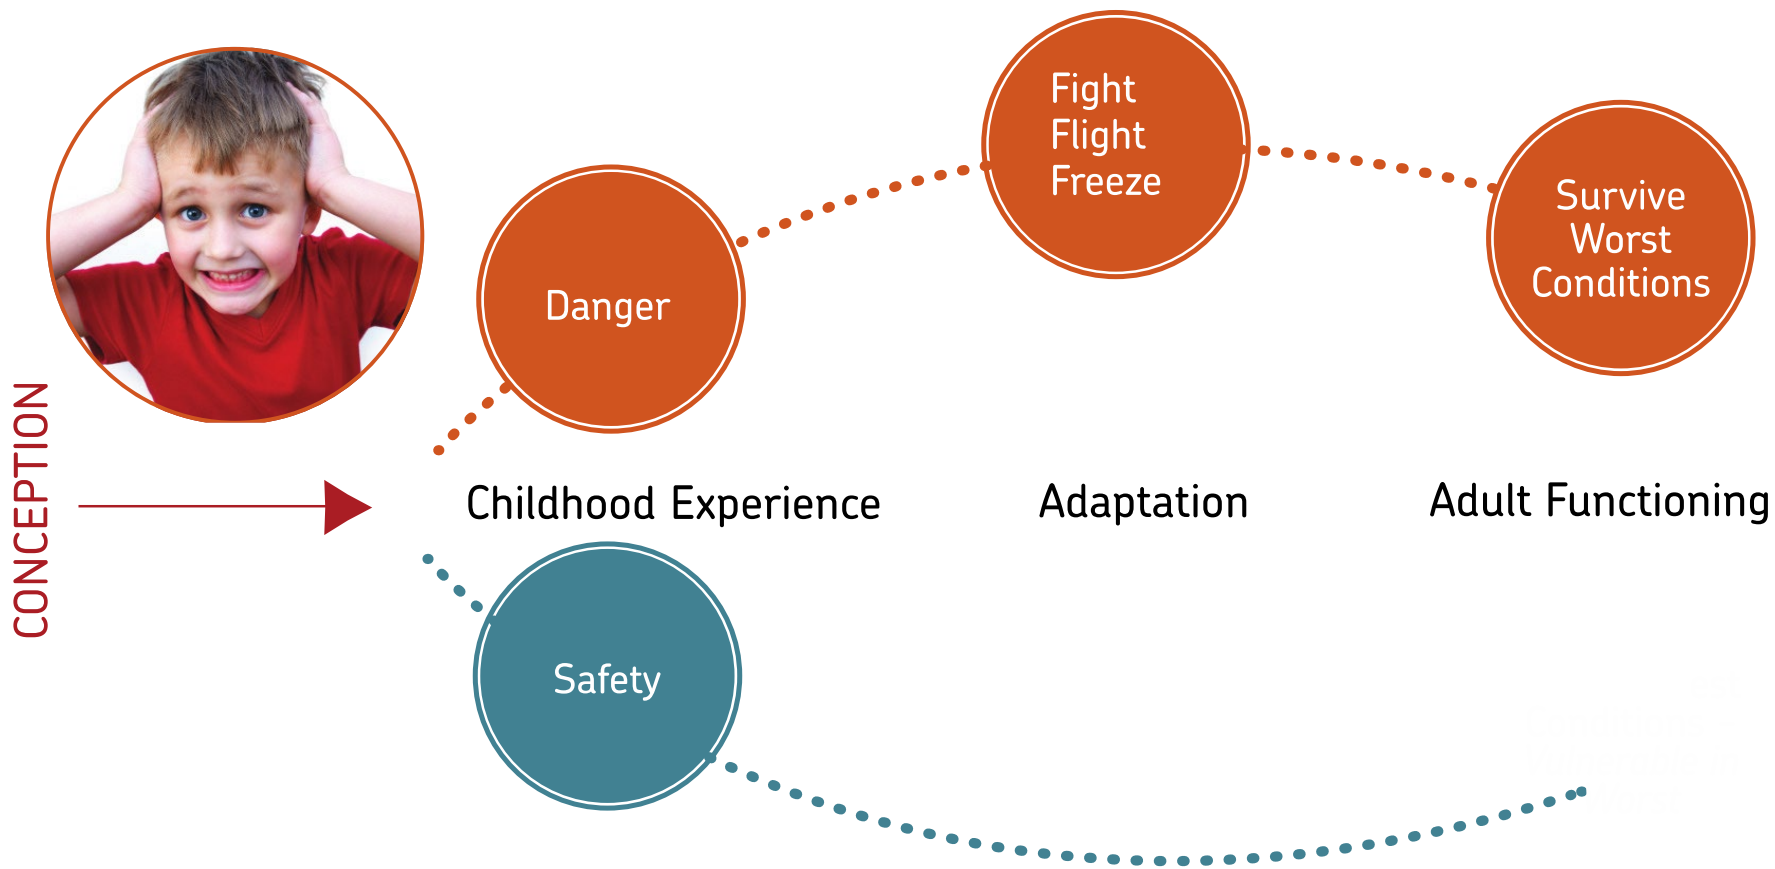 Fight
Flight
Freeze
Survive
Worst
Conditions
Danger
CONCEPTION
Childhood Experience
Adaptation
Adult Functioning
Safety